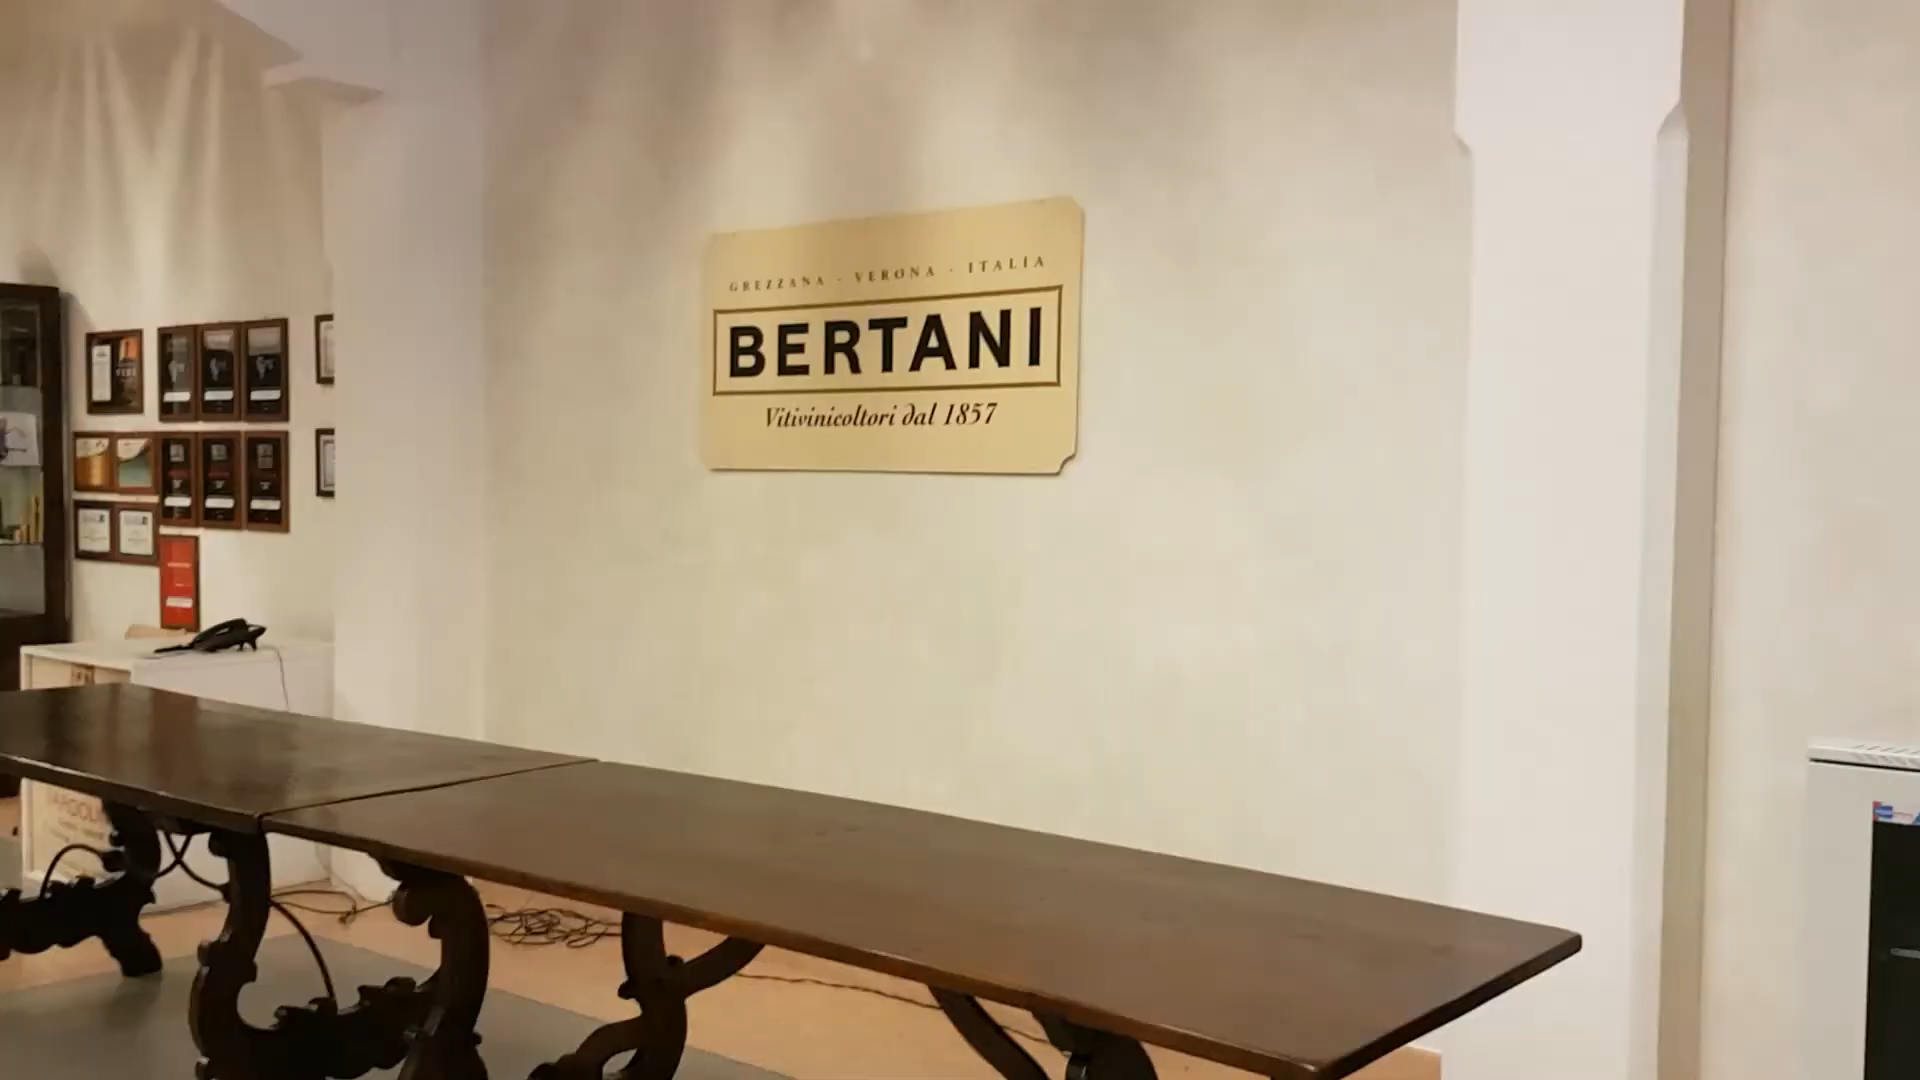 GREZZANA - VERONA - ITALIA
BERTANI
Vitivinicoltori dal 1857